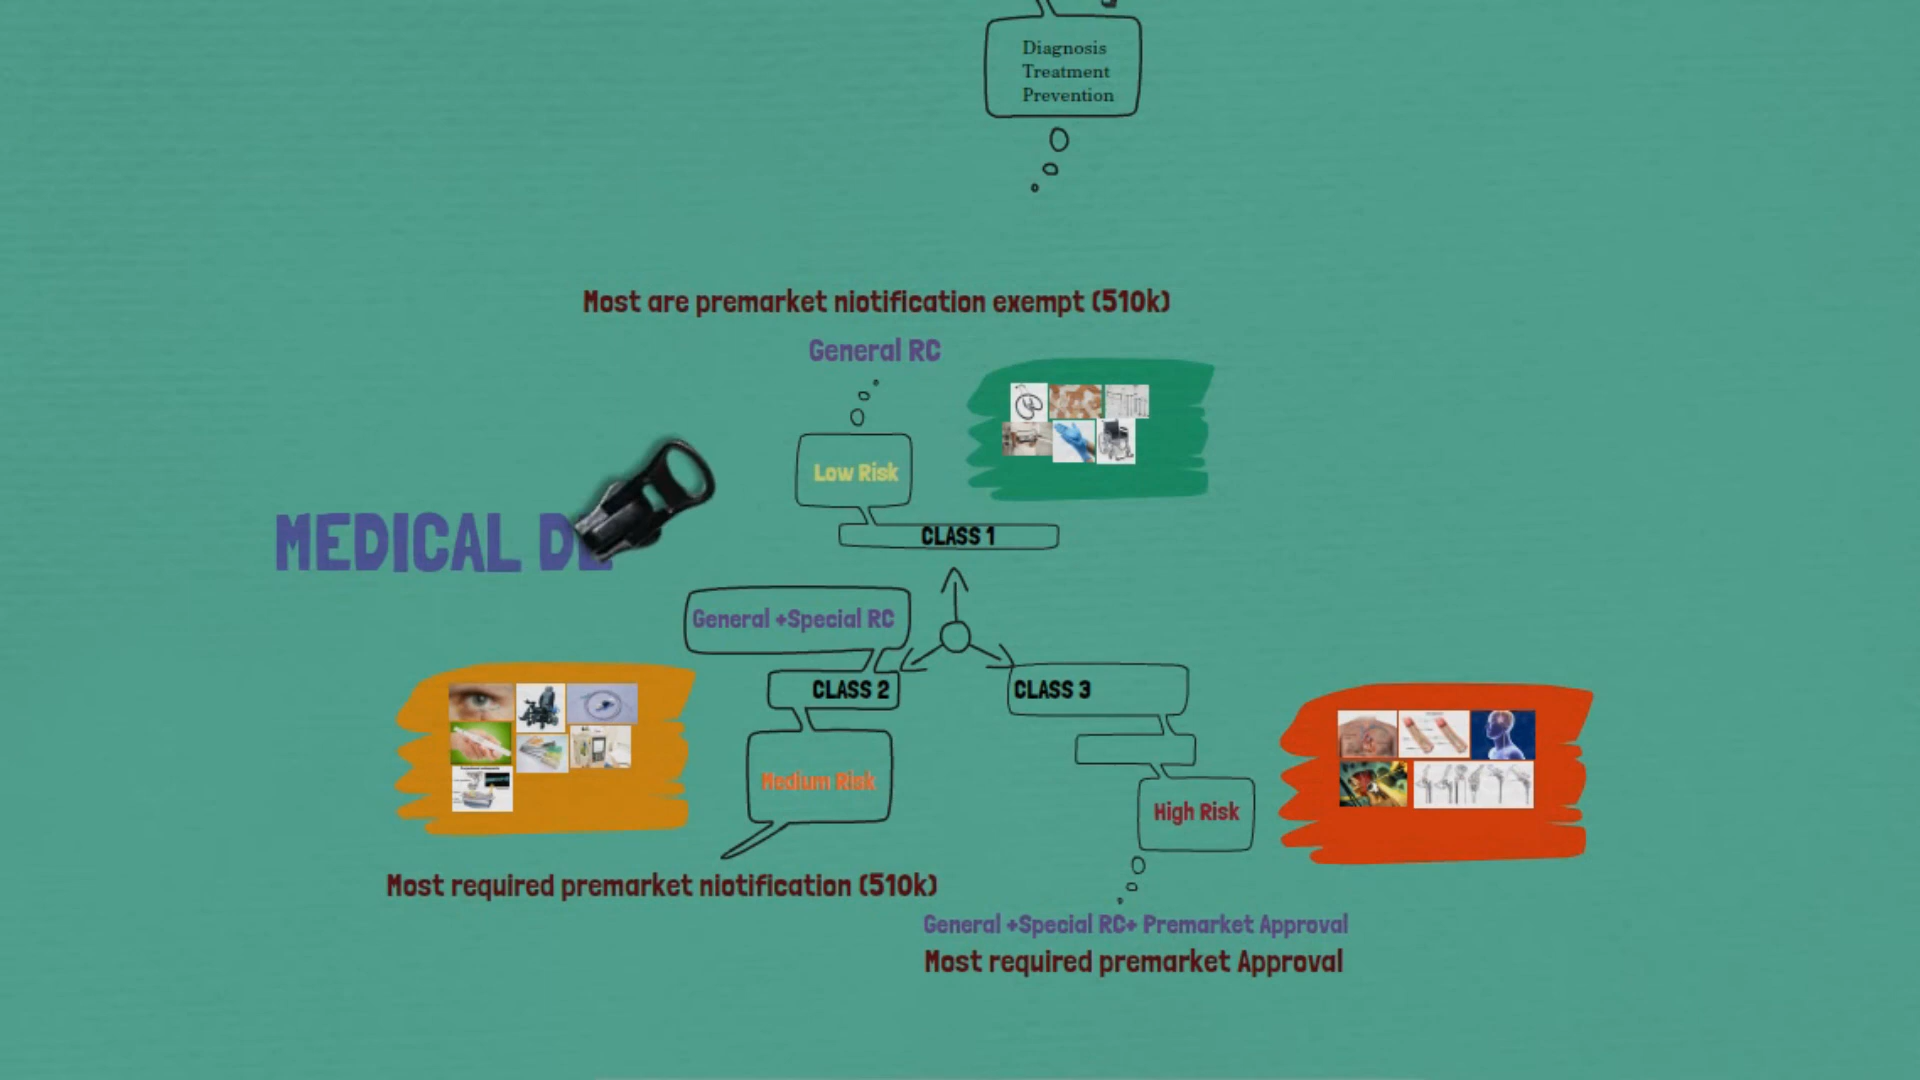 Diagnosis
Treatment
Prevention
Most are premarket niotification exempt (510k)
General RC
Low Risk
CLASS 1
MEDICAL DE
General +Special RC
CLASS 2
CLASS 3
Medium Risk
High Risk
Most required premarket niotification (510k)
General +Special RC+ Premarket Approval
Most required premarket Approval